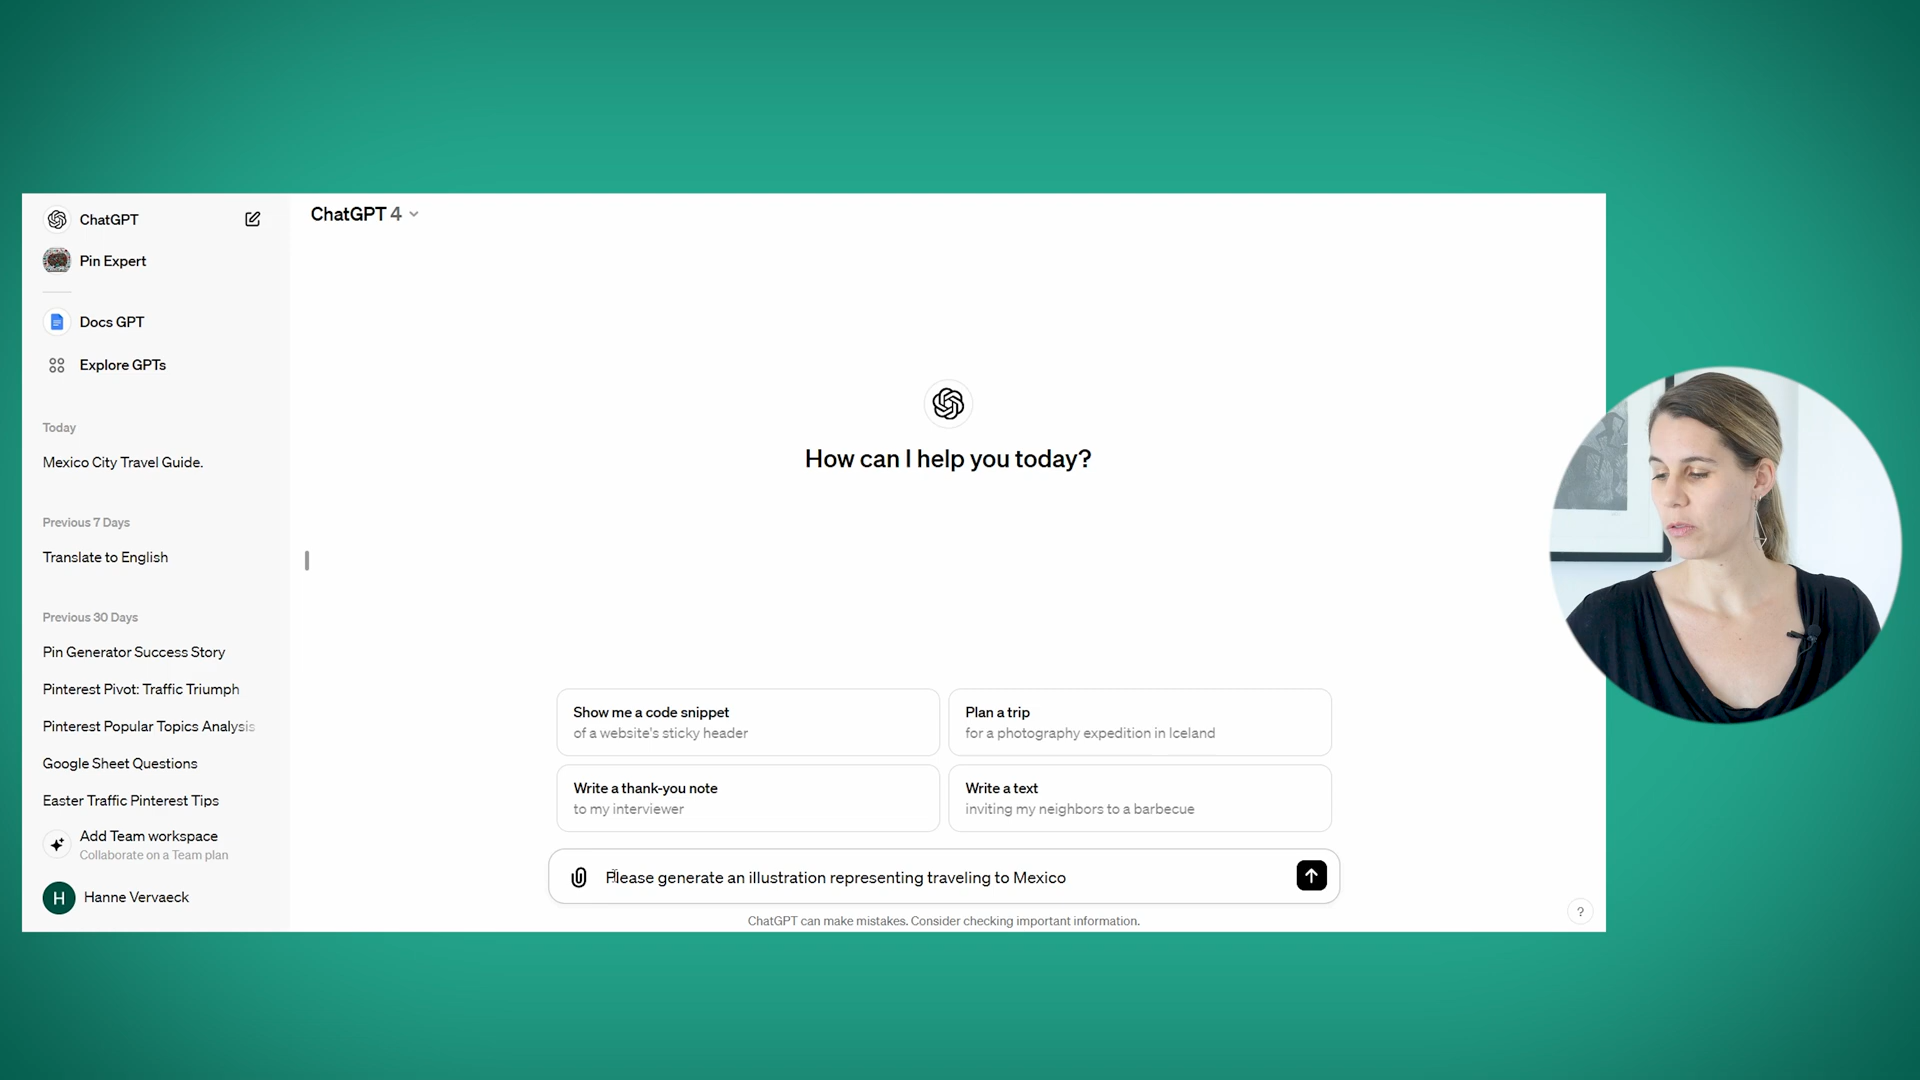 ChatGPT
Pin Expert
Docs GPT
Explore GPTs
Today
Mexico City Travel Guide.
Previous 7 Days
Translate to English
Previous 30 Days
Pin Generator Success Story
Pinterest Pivot: Traffic Triumph
Pinterest Popular Topics Analysis
Google Sheet Questions
Easter Traffic Pinterest Tips
Add Team workspace
Collaborate on a Team plan
H
Hanne Vervaeck
ChatGPT 4
How can I help you today?
Show me a code snippet
of a website's sticky header
Plan a trip
for a photography expedition in Iceland
Write a thank-you note
to my interviewer
Write a text
inviting my neighbors to a barbecue
Please generate an illustration representing traveling to Mexico
ChatGPT can make mistakes. Consider checking important information.
?